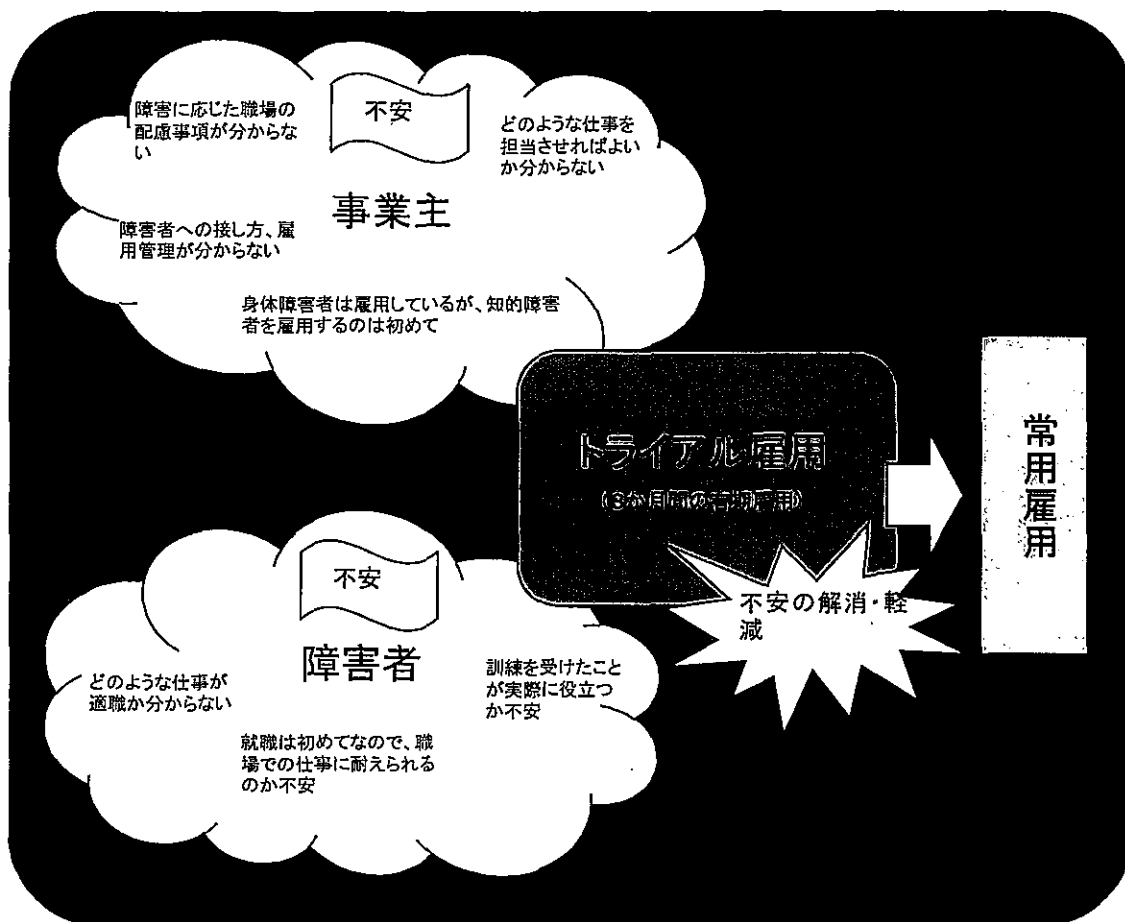 不安
障害に応じた職場の
配慮事項が分からな
い
どのような仕事を
担当させればよい
か分からない
事業主
障害者への接し方、雇
用管理が分からない
身体障害者は雇用しているが、知的障害
者を雇用するのは初めて
トライアル雇用
(3か月間の有期雇用)
不安の解消・軽
減
常用雇用
不安
障害者
どのような仕事が
適職か分からない
訓練を受けたこと
が実際に役立つ
か不安
就職は初めてなので、職
場での仕事に耐えられる
のか不安